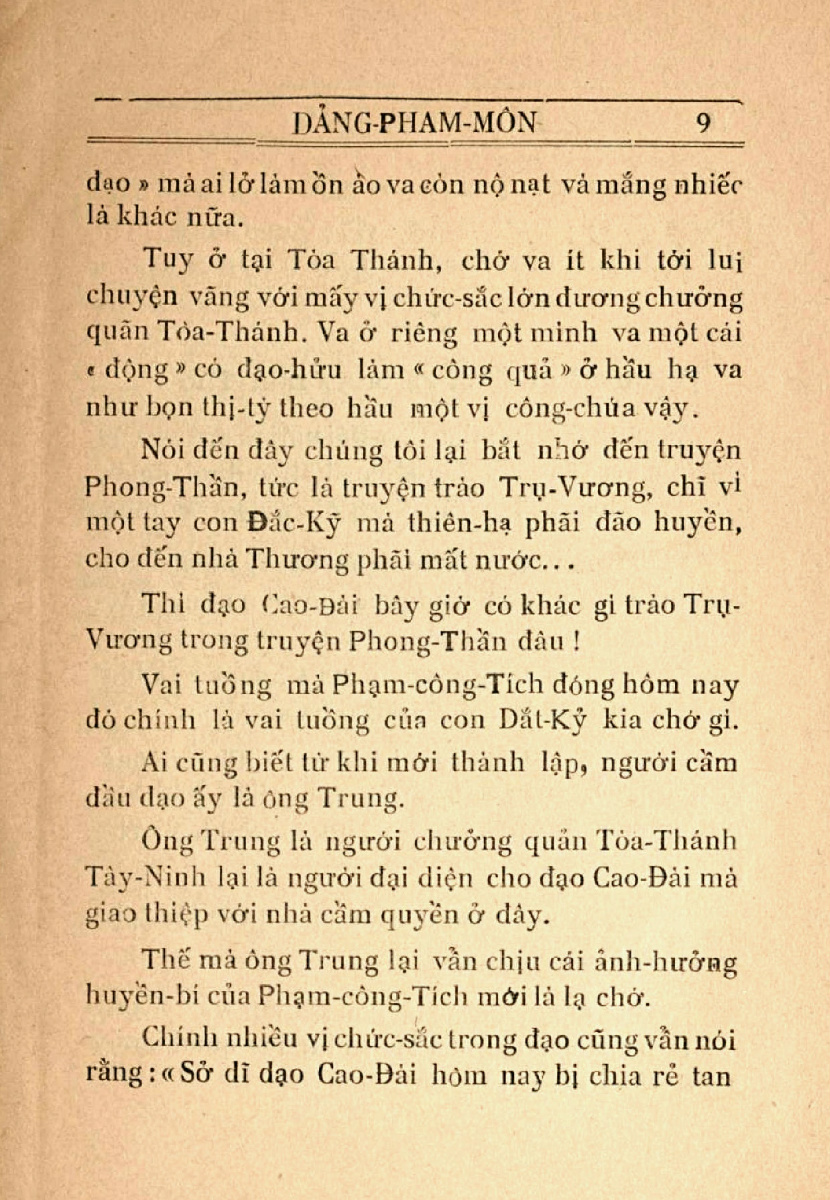 ĐẢNG-PHẠM-MÔN 9
đạo » mà ai lở làm ồn ào va còn nộ nạt và mắng nhiếc
là khác nữa.
Tuy ở tại Tòa Thánh, chớ va ít khi tới lui
chuyện vãng với mấy vị chức-sắc lớn đương chưởng
quãn Tòa-Thánh. Va ở riêng một mình va một cái
« động » có đạo-hữu làm « công quả » ở hầu hạ va
như bọn thị-tỳ theo hầu một vị công-chúa vậy.
Nói đến đây chúng tôi lại bắt nhớ đến truyện
Phong-Thần, tức là truyện trào Trụ-Vương, chĩ vì
một tay con Đắc-Kỹ mà thiên-hạ phãi đão huyền,
cho đến nhà Thương phãi mất nước...
Thì đạo Cao-Đài bây giờ có khác gì trào Trụ-
Vương trong truyện Phong-Thần đâu !
Vai tuồng mà Phạm-công-Tích đóng hôm nay
đó chính là vai tuồng của con Đắt-Kỷ kia chớ gì.
Ai cũng biết từ khi mới thành lập, người cầm
đầu đạo ấy là ông Trung.
Ông Trung là người chưởng quản Tòa-Thánh
Tây-Ninh lại là người đại diện cho đạo Cao-Đài mà
giao thiệp với nhà cầm quyền ở đây.
Thế mà ông Trung lại vẫn chịu cái ảnh-hưởng
huyền-bí của Phạm-công-Tích mới là lạ chớ.
Chính nhiều vị chức-sắc trong đạo cũng vẫn nói
rằng : « Sở dĩ đạo Cao-Đài hôm nay bị chia rẻ tan